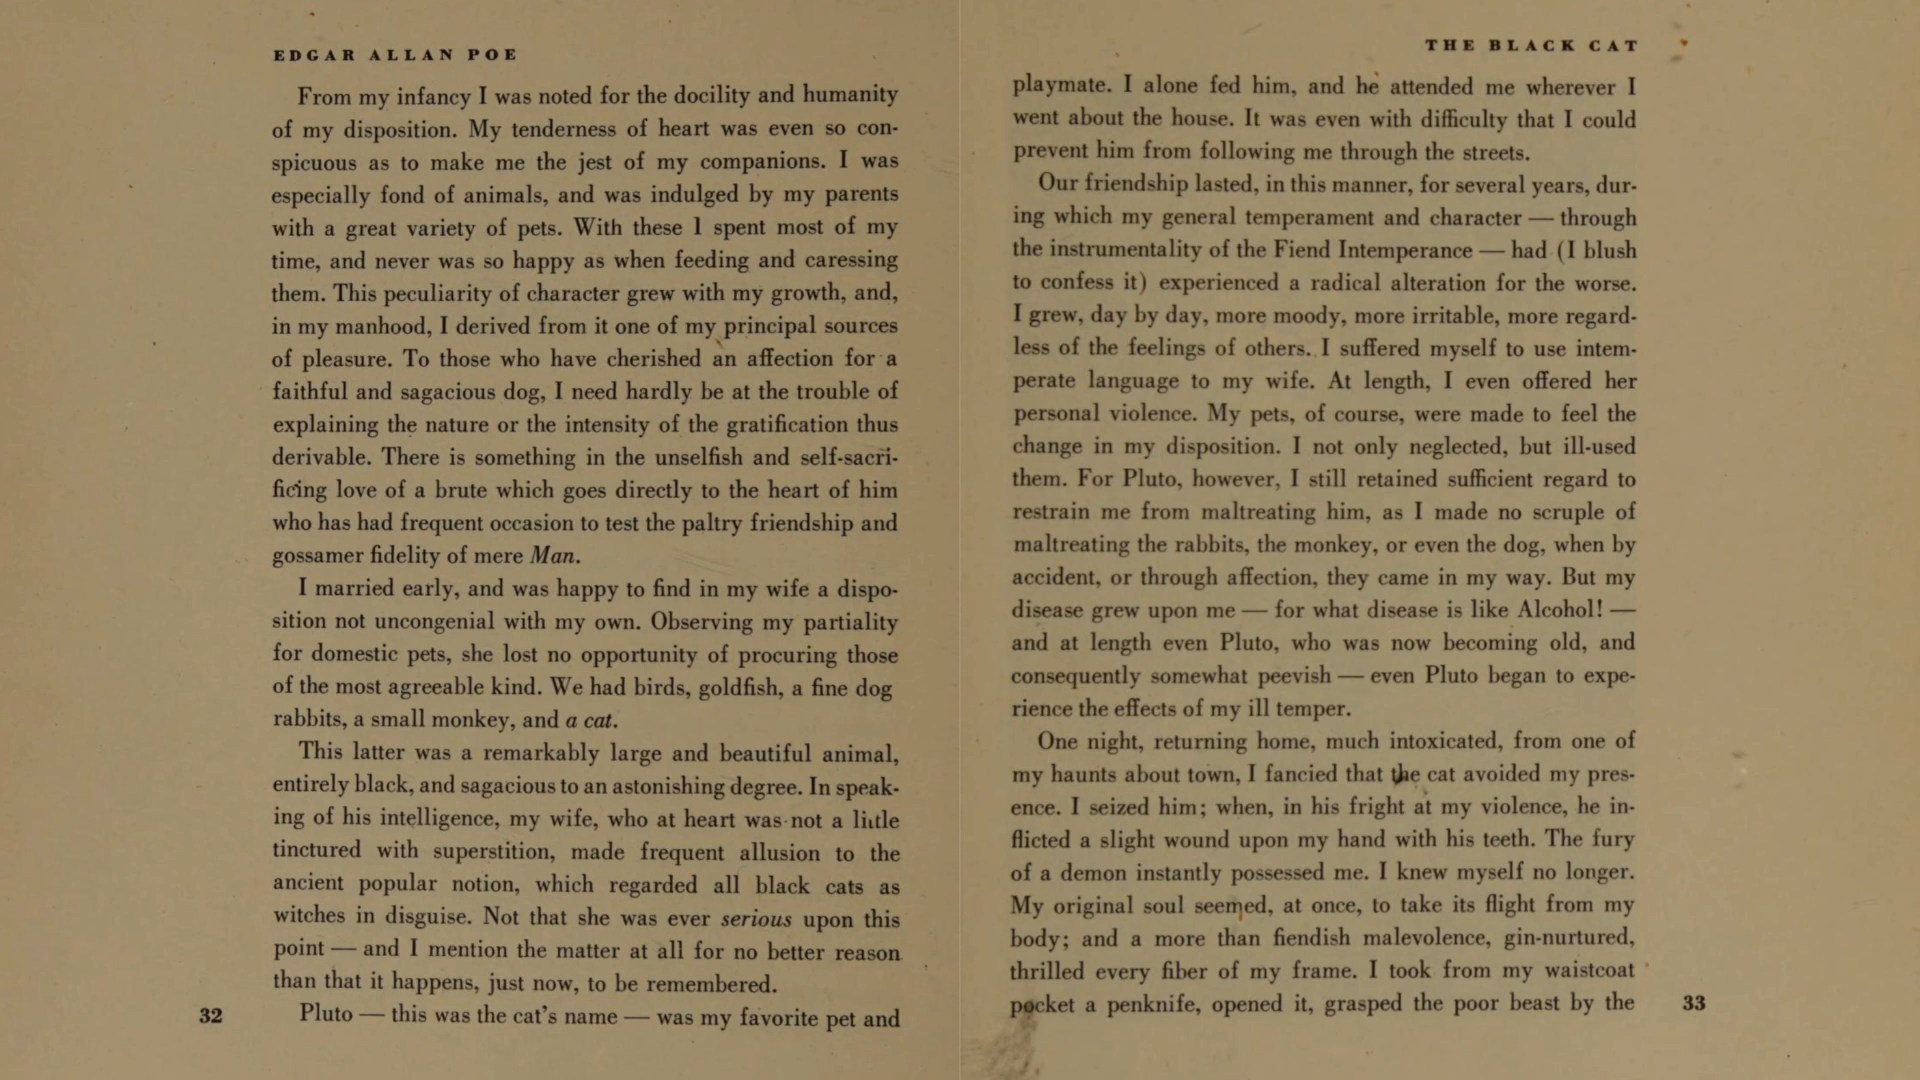 EDGAR ALLAN POE
From my infancy I was noted for the docility and humanity
of my disposition. My tenderness of heart was even so con-
spicuous as to make me the jest of my companions. I was
especially fond of animals, and was indulged by my parents
with a great variety of pets. With these I spent most of my
time, and never was so happy as when feeding and caressing
them. This peculiarity of character grew with my growth, and,
in my manhood, I derived from it one of my principal sources
of pleasure. To those who have cherished an affection for a
faithful and sagacious dog, I need hardly be at the trouble of
explaining the nature or the intensity of the gratification thus
derivable. There is something in the unselfish and self-sacri-
ficing love of a brute which goes directly to the heart of him
who has had frequent occasion to test the paltry friendship and
gossamer fidelity of mere Man.
I married early, and was happy to find in my wife a dispo-
sition not uncongenial with my own. Observing my partiality
for domestic pets, she lost no opportunity of procuring those
of the most agreeable kind. We had birds, goldfish, a fine dog
rabbits, a small monkey, and a cat.
This latter was a remarkably large and beautiful animal,
entirely black, and sagacious to an astonishing degree. In speak-
ing of his intelligence, my wife, who at heart was not a little
tinctured with superstition, made frequent allusion to the
ancient popular notion, which regarded all black cats as
witches in disguise. Not that she was ever serious upon this
point — and I mention the matter at all for no better reason
than that it happens, just now, to be remembered.
Pluto — this was the cat's name — was my favorite pet and
32
THE BLACK CAT
playmate. I alone fed him, and he attended me wherever I
went about the house. It was even with difficulty that I could
prevent him from following me through the streets.
Our friendship lasted, in this manner, for several years, dur-
ing which my general temperament and character — through
the instrumentality of the Fiend Intemperance — had (I blush
to confess it) experienced a radical alteration for the worse.
I grew, day by day, more moody, more irritable, more regard-
less of the feelings of others. I suffered myself to use intem-
perate language to my wife. At length, I even offered her
personal violence. My pets, of course, were made to feel the
change in my disposition. I not only neglected, but ill-used
them. For Pluto, however, I still retained sufficient regard to
restrain me from maltreating him, as I made no scruple of
maltreating the rabbits, the monkey, or even the dog, when by
accident, or through affection, they came in my way. But my
disease grew upon me — for what disease is like Alcohol! —
and at length even Pluto, who was now becoming old, and
consequently somewhat peevish — even Pluto began to expe-
rience the effects of my ill temper.
One night, returning home, much intoxicated, from one of
my haunts about town, I fancied that the cat avoided my pres-
ence. I seized him; when, in his fright at my violence, he in-
flicted a slight wound upon my hand with his teeth. The fury
of a demon instantly possessed me. I knew myself no longer.
My original soul seemed, at once, to take its flight from my
body; and a more than fiendish malevolence, gin-nurtured,
thrilled every fiber of my frame. I took from my waistcoat
pocket a penknife, opened it, grasped the poor beast by the
33